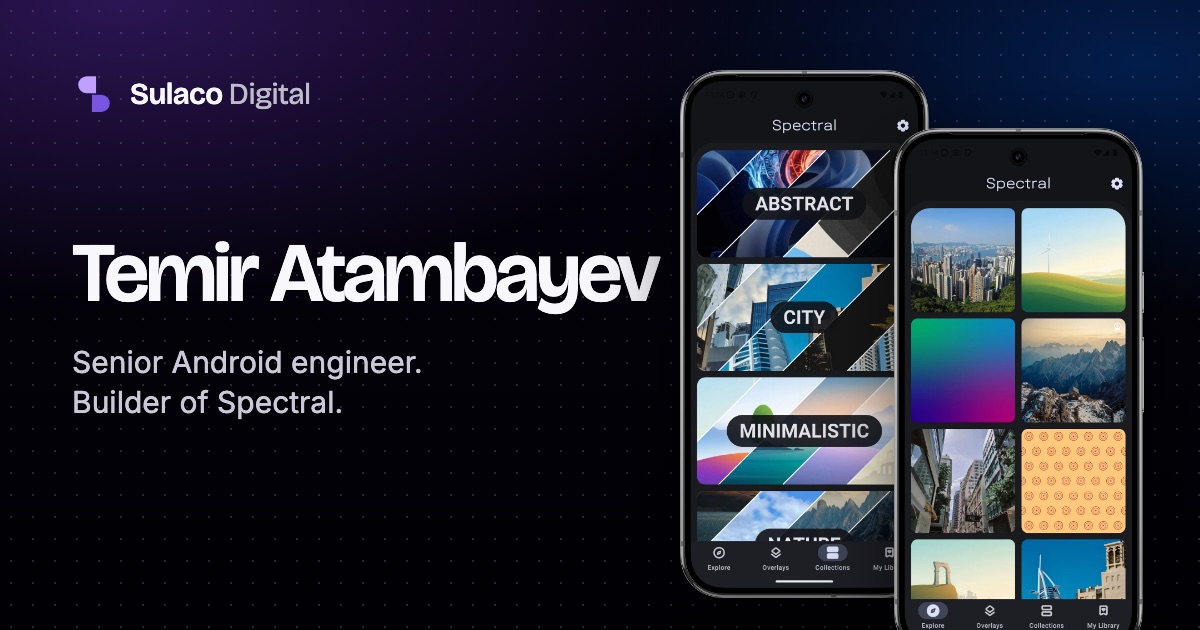 Sulaco Digital
Temir Atambayev
Senior Android engineer.
Builder of Spectral.
Spectral
ABSTRACT
CITY
MINIMALISTIC
NATURE
Explore
Overlays
Collections
Spectral
Explore
Overlays
Collections
My Library